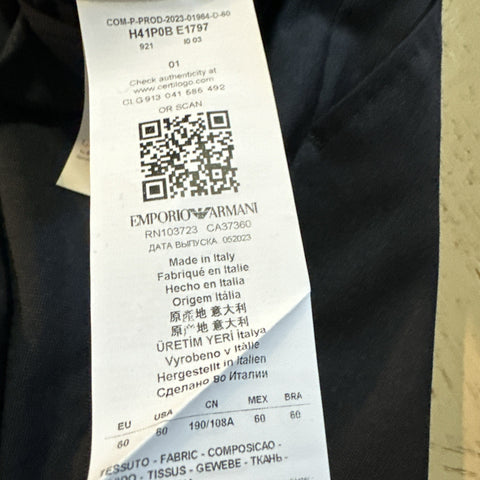 COM-P-PROD-2023-01964-D-60
H41P0B E1797
921 I0 03
01
Check authenticity at
www.certilogo.com
CLG 913 041 586 492
OR SCAN
EMPORIO ARMANI
RN103723 CA37360
ДАТА ВЫПУСКА 052023
Made in Italy
Fabriqué en Italie
Hecho en Italia
Origem Itália
原產地 意大利
原产地 意大利
ÜRETİM YERİ İtalya
Vyrobeno v Itálie
Hergestellt in Italien
Сделано во Италии
EU USA CN MEX BRA
60 60 190/108A 60 60
TESSUTO - FABRIC - COMPOSICAO -
TISSUS - GEWEBE - ТКАНЬ -